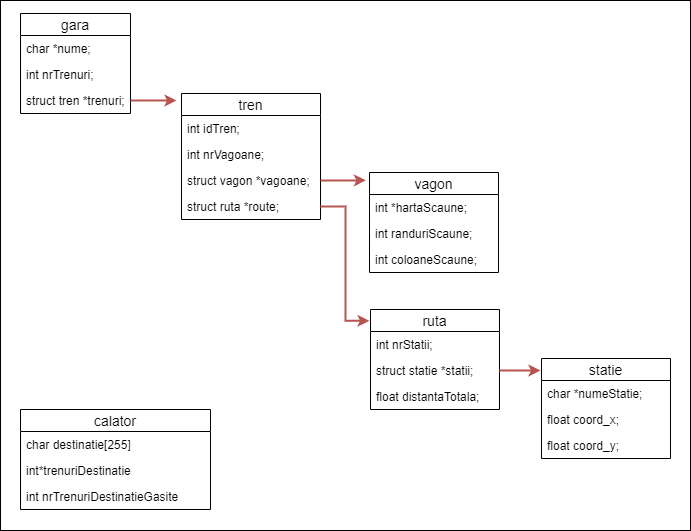 gara
char *nume;
int nrTrenuri;
struct tren *trenuri;
tren
int idTren;
int nrVagoane;
struct vagon *vagoane;
struct ruta *route;
vagon
int *hartaScaune;
int randuriScaune;
int coloaneScaune;
ruta
int nrStatii;
struct statie *statii;
float distantaTotala;
statie
char *numeStatie;
float coord_x;
float coord_y;
calator
char destinatie[255]
int*trenuriDestinatie
int nrTrenuriDestinatieGasite